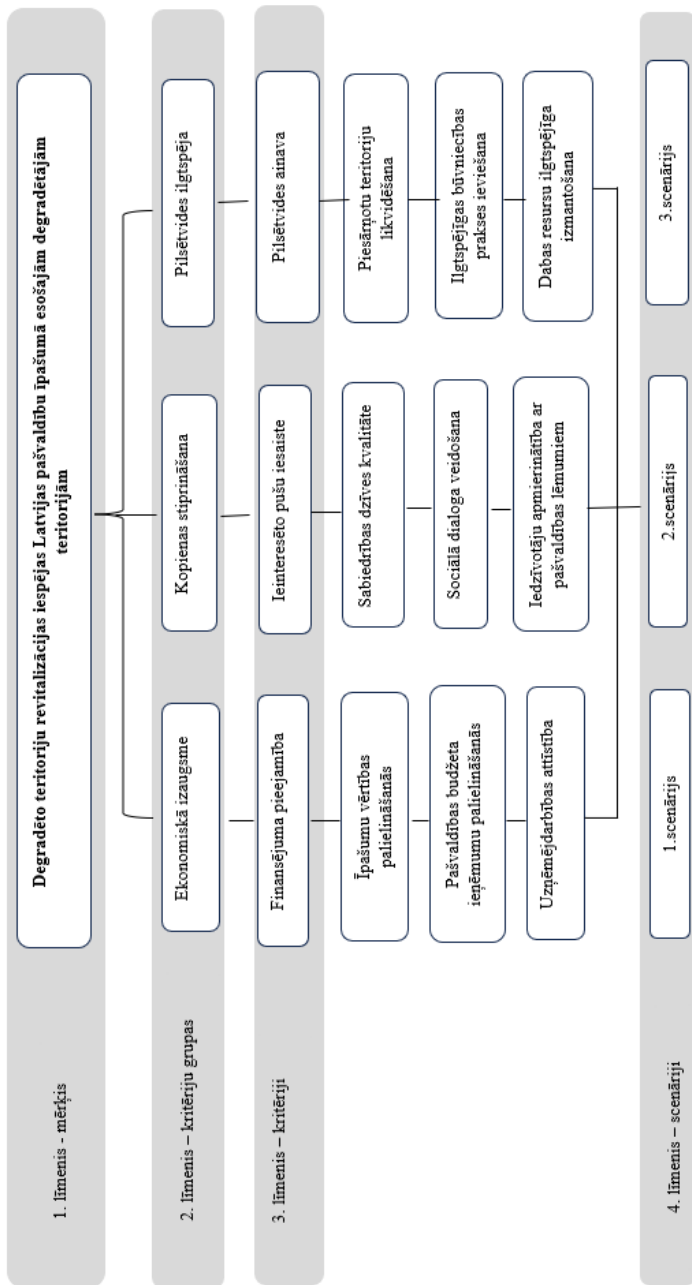 1. līmenis - mērķis
Degradēto teritoriju revitalizācijas iespējas Latvijas pašvaldību īpašumā esošajām degradētajām
teritorijām
2. līmenis – kritēriju grupas
Ekonomiskā izaugsme
Kopienas stiprināšana
Pilsētvides ilgtspēja
3. līmenis – kritēriji
Finansējuma pieejamība
Ieinteresēto pušu iesaiste
Pilsētvides ainava
Īpašumu vērtības
palielināšanās
Sabiedrības dzīves kvalitāte
Piesārņotu teritoriju
likvidēšana
Pašvaldības budžeta
ieņēmumu palielināšanās
Sociālā dialoga veidošana
Ilgtspējīgas būvniecības
prakses ieviešana
Uzņēmējdarbības attīstība
Iedzīvotāju apmierinātība ar
pašvaldības lēmumiem
Dabas resursu ilgtspējīga
izmantošana
4. līmenis – scenāriji
1.scenārijs
2.scenārijs
3.scenārijs